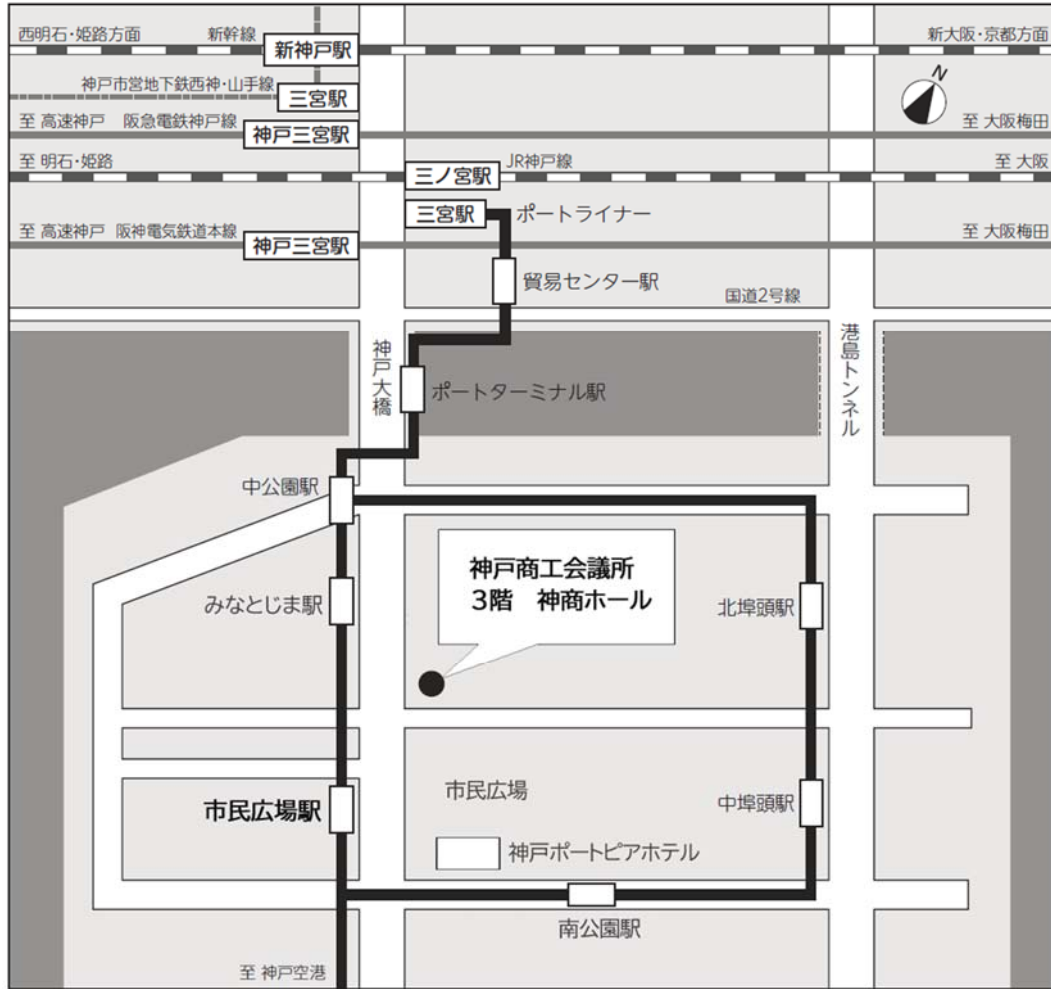 西明石・姫路方面
新幹線
新神戸駅
新大阪・京都方面
神戸市営地下鉄西神・山手線
三宮駅
N
至 高速神戸
阪急電鉄神戸線
神戸三宮駅
至 大阪梅田
至 明石・姫路
三ノ宮駅
JR神戸線
至 大阪
三宮駅
ポートライナー
至 高速神戸
阪神電気鉄道本線
神戸三宮駅
至 大阪梅田
貿易センター駅
国道2号線
神戸大橋
港島トンネル
ポートターミナル駅
中公園駅
神戸商工会議所
3階 神商ホール
みなとじま駅
北埠頭駅
市民広場駅
市民広場
中埠頭駅
神戸ポートピアホテル
南公園駅
至 神戸空港